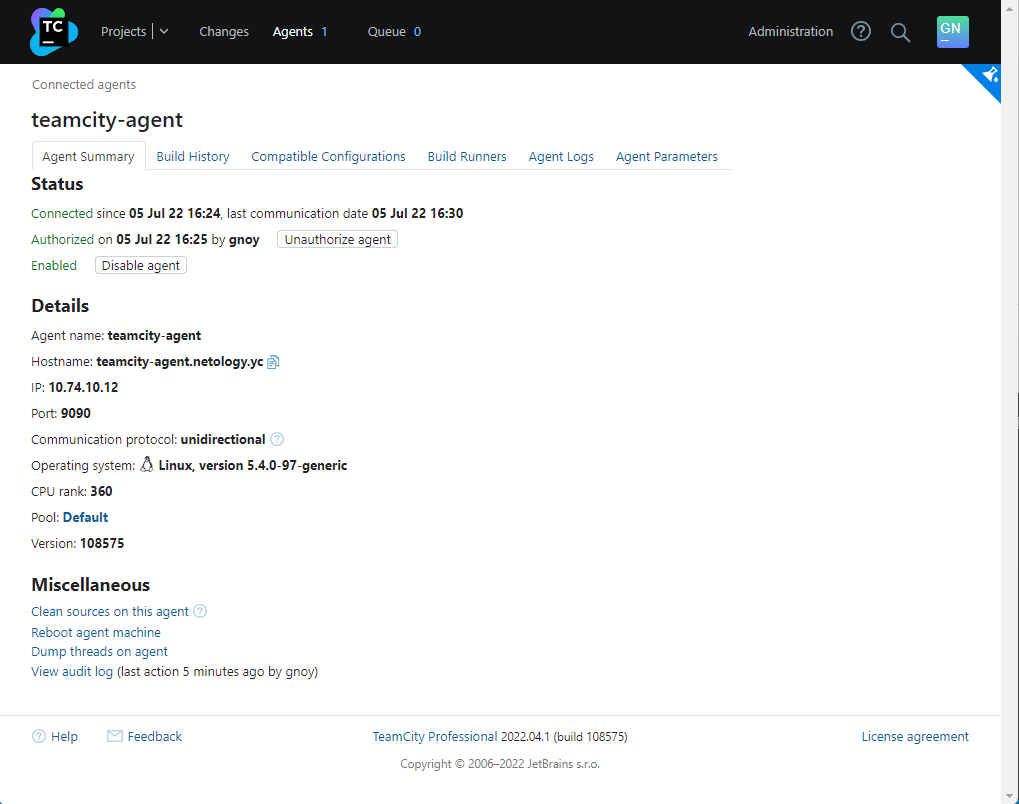 TC Projects Changes Agents 1 Queue 0 Administration GN
Connected agents
teamcity-agent
Agent Summary Build History Compatible Configurations Build Runners Agent Logs Agent Parameters
Status
Connected since 05 Jul 22 16:24, last communication date 05 Jul 22 16:30
Authorized on 05 Jul 22 16:25 by gnoy Unauthorize agent
Enabled Disable agent
Details
Agent name: teamcity-agent
Hostname: teamcity-agent.netology.yc
IP: 10.74.10.12
Port: 9090
Communication protocol: unidirectional ?
Operating system: Linux, version 5.4.0-97-generic
CPU rank: 360
Pool: Default
Version: 108575
Miscellaneous
Clean sources on this agent ?
Reboot agent machine
Dump threads on agent
View audit log (last action 5 minutes ago by gnoy)
? Help Feedback TeamCity Professional 2022.04.1 (build 108575) License agreement
Copyright © 2006–2022 JetBrains s.r.o.